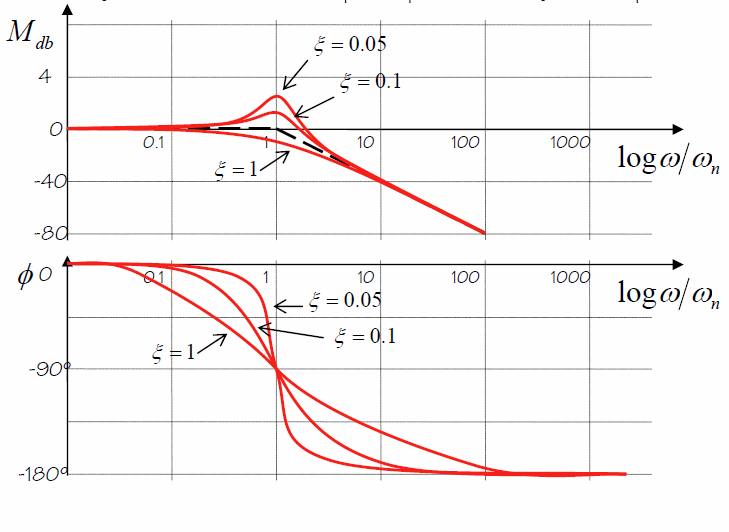 M_db
ξ = 0.05
4
ξ = 0.1
0
0.1
1
10
100
1000
log ω/ω_n
ξ = 1
-40
-80
ϕ 0
0.1
1
10
100
1000
log ω/ω_n
ξ = 0.05
ξ = 0.1
ξ = 1
-90°
-180°